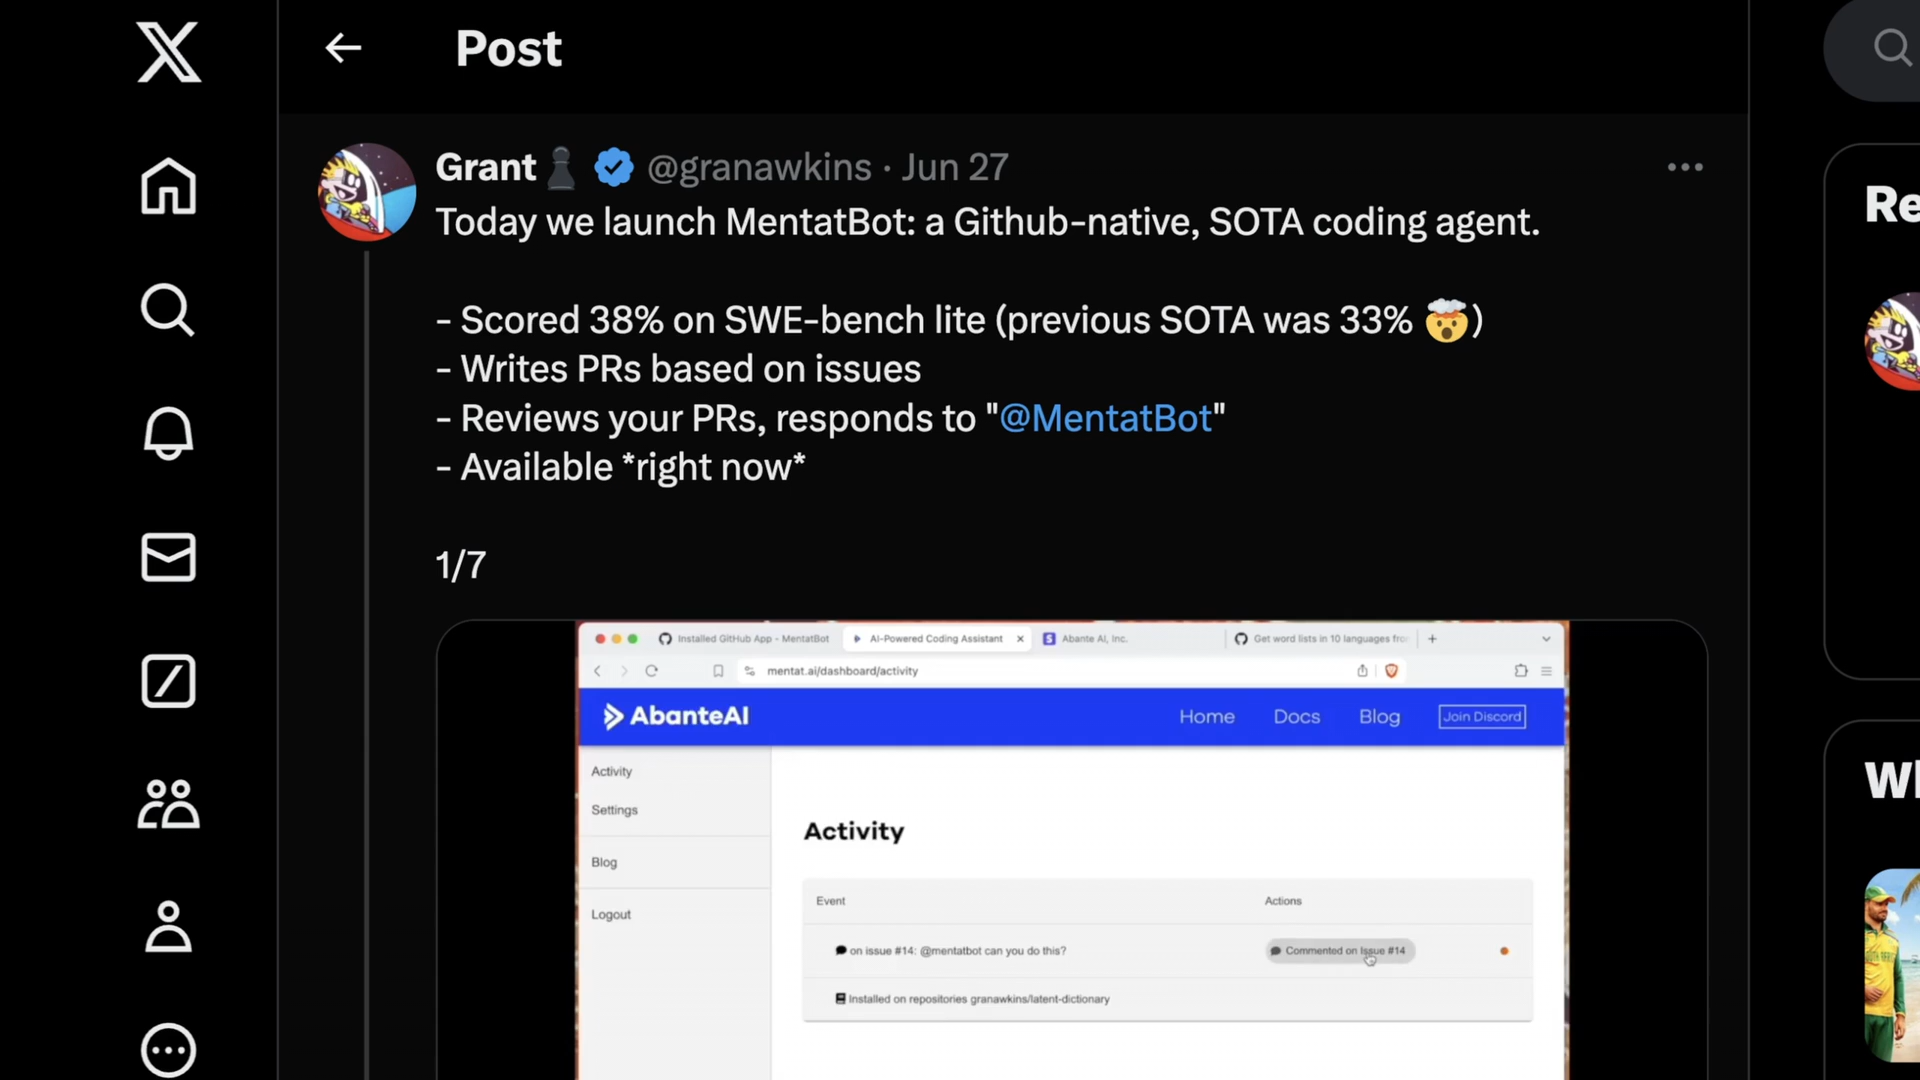 Post
Grant @granawkins · Jun 27
Today we launch MentatBot: a Github-native, SOTA coding agent.
- Scored 38% on SWE-bench lite (previous SOTA was 33% 🤯)
- Writes PRs based on issues
- Reviews your PRs, responds to "@MentatBot"
- Available *right now*
1/7
Installed GitHub App - MentatBot
AI-Powered Coding Assistant
Abante AI, Inc.
Get word lists in 10 languages fro
mentat.ai/dashboard/activity
AbanteAI
Home
Docs
Blog
Join Discord
Activity
Settings
Blog
Logout
Activity
Event
Actions
on issue #14: @mentatbot can you do this?
Commented on Issue #14
Installed on repositories granawkins/latent-dictionary
Re
Wh